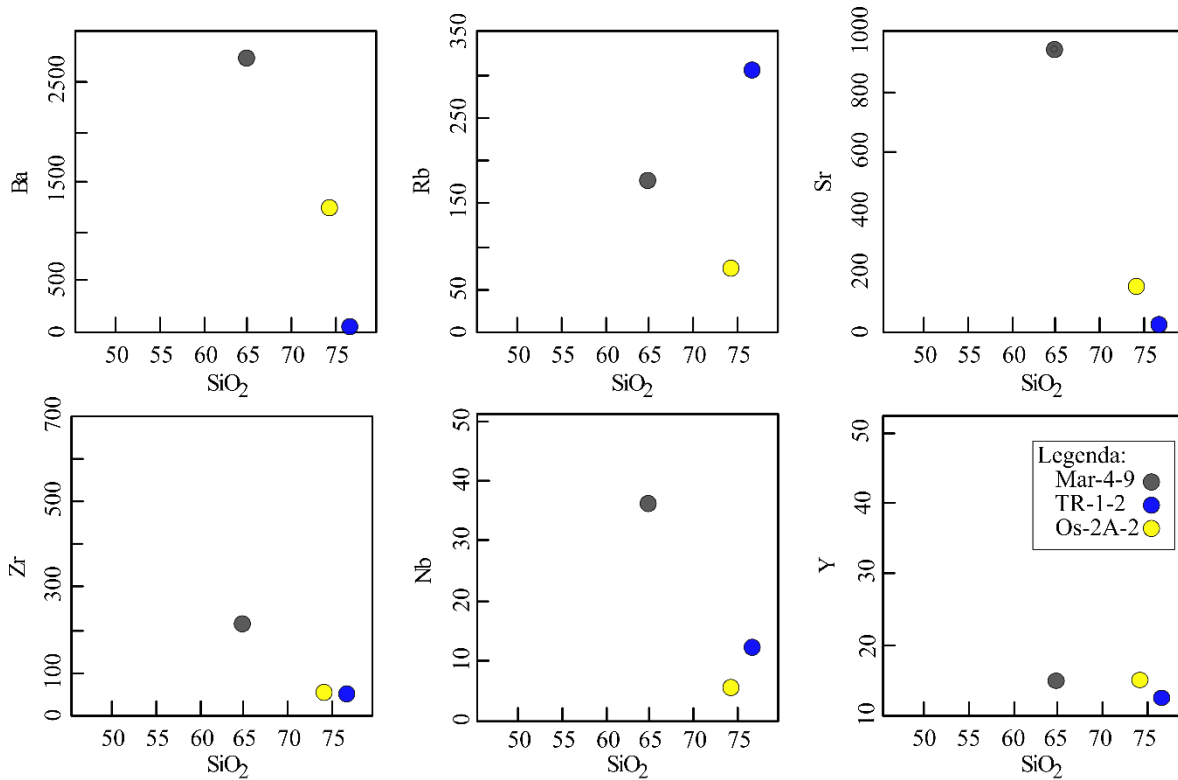 Ba
0 500 1500 2500
50 55 60 65 70 75
SiO2
Rb
50 150 250 350
50 55 60 65 70 75
SiO2
Sr
0 200 400 600 800 1000
50 55 60 65 70 75
SiO2
Zr
0 100 300 500 700
50 55 60 65 70 75
SiO2
Nb
0 10 20 30 40 50
50 55 60 65 70 75
SiO2
Y
10 20 30 40 50
50 55 60 65 70 75
SiO2
Legenda:
Mar-4-9
TR-1-2
Os-2A-2